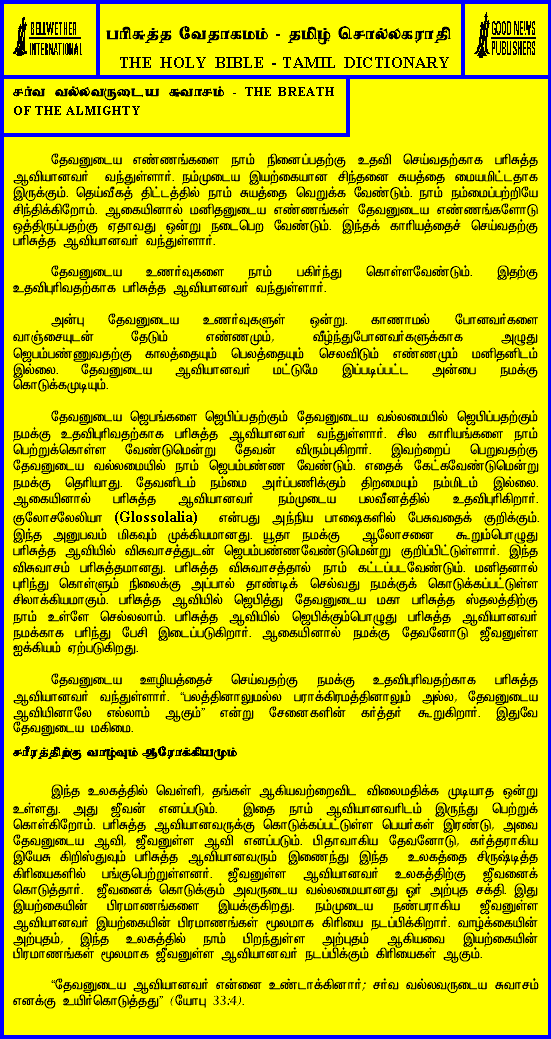 BELLWETHER
INTERNATIONAL
பரிசுத்த வேதாகமம் - தமிழ் சொல்லகராதி
THE HOLY BIBLE - TAMIL DICTIONARY
GOOD NEWS
PUBLISHERS
சர்வ வல்லவருடைய சுவாசம் - THE BREATH
OF THE ALMIGHTY
தேவனுடைய எண்ணங்களை நாம் நினைப்பதற்கு உதவி செய்வதற்காக பரிசுத்த
ஆவியானவர் வந்துள்ளார். நம்முடைய இயற்கையான சிந்தனை சுயத்தை மையமிட்டதாக
இருக்கும். தெய்வீகத் திட்டத்தில் நாம் சுயத்தை வெறுக்க வேண்டும். நாம் நம்மைப்பற்றியே
சிந்திக்கிறோம். ஆகையினால் மனிதனுடைய எண்ணங்கள் தேவனுடைய எண்ணங்களோடு
ஒத்திருப்பதற்கு ஏதாவது ஒன்று நடைபெற வேண்டும். இந்தக் காரியத்தைச் செய்வதற்கு
பரிசுத்த ஆவியானவர் வந்துள்ளார்.
தேவனுடைய உணர்வுகளை நாம் பகிர்ந்து கொள்ளவேண்டும். இதற்கு
உதவிபுரிவதற்காக பரிசுத்த ஆவியானவர் வந்துள்ளார்.
அன்பு தேவனுடைய உணர்வுகளுள் ஒன்று. காணாமல் போனவர்களை
வாஞ்சையுடன் தேடும் எண்ணமும், வீழ்ந்துபோனவர்களுக்காக அழுது
ஜெபம்பண்ணுவதற்கு காலத்தையும் பெலத்தையும் செலவிடும் எண்ணமும் மனிதனிடம்
இல்லை. தேவனுடைய ஆவியானவர் மட்டுமே இப்படிப்பட்ட அன்பை நமக்கு
கொடுக்கமுடியும்.
தேவனுடைய ஜெபங்களை ஜெபிப்பதற்கும் தேவனுடைய வல்லமையில் ஜெபிப்பதற்கும்
நமக்கு உதவிபுரிவதற்காக பரிசுத்த ஆவியானவர் வந்துள்ளார். சில காரியங்களை நாம்
பெற்றுக்கொள்ள வேண்டுமென்று தேவன் விரும்புகிறார். இவற்றைப் பெறுவதற்கு
தேவனுடைய வல்லமையில் நாம் ஜெபம்பண்ண வேண்டும். எதைக் கேட்கவேண்டுமென்று
நமக்கு தெரியாது. தேவனிடம் நம்மை அர்ப்பணிக்கும் திறமையும் நம்மிடம் இல்லை.
ஆகையினால் பரிசுத்த ஆவியானவர் நம்முடைய பலவீனத்தில் உதவிபுரிகிறார்.
குலோசலேலியா (Glossolalia) என்பது அந்நிய பாஷைகளில் பேசுவதைக் குறிக்கும்.
இந்த அனுபவம் மிகவும் முக்கியமானது. யூதா நமக்கு ஆலோசனை கூறும்பொழுது
பரிசுத்த ஆவியில் விசுவாசத்துடன் ஜெபம்பண்ணவேண்டுமென்று குறிப்பிட்டுள்ளார். இந்த
விசுவாசம் பரிசுத்தமானது. பரிசுத்த விசுவாசத்தால் நாம் கட்டப்படவேண்டும். மனிதனால்
புரிந்து கொள்ளும் நிலைக்கு அப்பால் தாண்டிக் செல்வது நமக்குக் கொடுக்கப்பட்டுள்ள
சிலாக்கியமாகும். பரிசுத்த ஆவியில் ஜெபித்து தேவனுடைய மகா பரிசுத்த ஸ்தலத்திற்கு
நாம் உள்ளே செல்லலாம். பரிசுத்த ஆவியில் ஜெபிக்கும்பொழுது பரிசுத்த ஆவியானவர்
நமக்காக பரிந்து பேசி இடைப்படுகிறார். ஆகையினால் நமக்கு தேவனோடு ஜீவனுள்ள
ஐக்கியம் ஏற்படுகிறது.
தேவனுடைய ஊழியத்தைச் செய்வதற்கு நமக்கு உதவிபுரிவதற்காக பரிசுத்த
ஆவியானவர் வந்துள்ளார். “பலத்தினாலுமல்ல பராக்கிரமத்தினாலும் அல்ல, தேவனுடைய
ஆவியினாலே எல்லாம் ஆகும்” என்று சேனைகளின் கர்த்தர் கூறுகிறார். இதுவே
தேவனுடைய மகிமை.
சரீரத்திற்கு வாழ்வும் ஆரோக்கியமும்
இந்த உலகத்தில் வெள்ளி, தங்கள் ஆகியவற்றைவிட விலைமதிக்க முடியாத ஒன்று
உள்ளது. அது ஜீவன் எனப்படும். இதை நாம் ஆவியானவரிடம் இருந்து பெற்றுக்
கொள்கிறோம். பரிசுத்த ஆவியானவருக்கு கொடுக்கப்பட்டுள்ள பெயர்கள் இரண்டு, அவை
தேவனுடைய ஆவி, ஜீவனுள்ள ஆவி எனப்படும். பிதாவாகிய தேவனோடு, கர்த்தராகிய
இயேசு கிறிஸ்துவும் பரிசுத்த ஆவியானவரும் இணைந்து இந்த உலகத்தை சிருஷ்டித்த
கிரியைகளில் பங்குபெற்றுள்ளனர். ஜீவனுள்ள ஆவியானவர் உலகத்திற்கு ஜீவனைக்
கொடுத்தார். ஜீவனைக் கொடுக்கும் அவருடைய வல்லமையானது ஓர் அற்புத சக்தி. இது
இயற்கையின் பிரமாணங்களை இயக்குகிறது. நம்முடைய நண்பராகிய ஜீவனுள்ள
ஆவியானவர் இயற்கையின் பிரமாணங்கள் மூலமாக கிரியை நடப்பிக்கிறார். வாழ்க்கையின்
அற்புதம், இந்த உலகத்தில் நாம் பிறந்துள்ள அற்புதம் ஆகியவை இயற்கையின்
பிரமாணங்கள் மூலமாக ஜீவனுள்ள ஆவியானவர் நடப்பிக்கும் கிரியைகள் ஆகும்.
“தேவனுடைய ஆவியானவர் என்னை உண்டாக்கினார்; சர்வ வல்லவருடைய சுவாசம்
எனக்கு உயிர்கொடுத்தது” (யோபு 33:4).